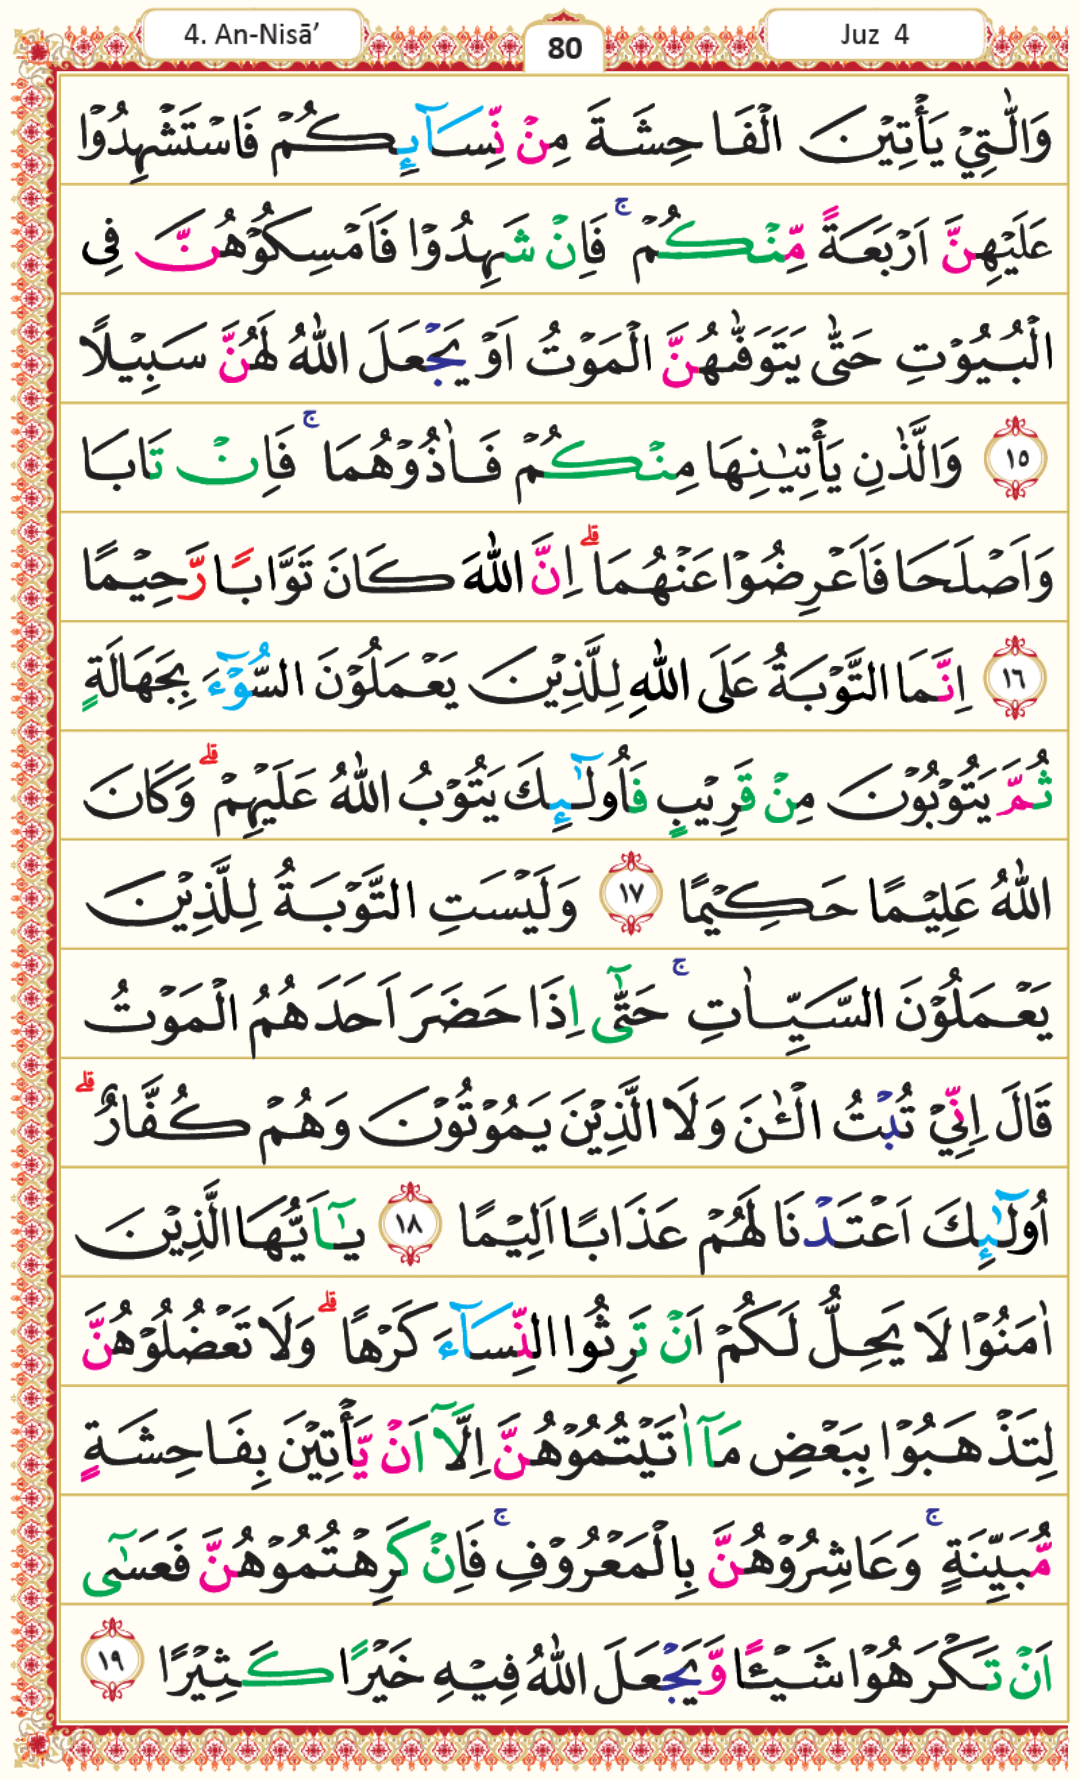 4. An-Nisā’
80
Juz 4
وَالّٰتِيْ يَأْتِيْنَ الْفَاحِشَةَ مِنْ نِّسَاۤىِٕكُمْ فَاسْتَشْهِدُوْا
عَلَيْهِنَّ اَرْبَعَةً مِّنْكُمْ ۚ فَاِنْ شَهِدُوْا فَاَمْسِكُوْهُنَّ فِى
الْبُيُوْتِ حَتّٰى يَتَوَفّٰىهُنَّ الْمَوْتُ اَوْ يَجْعَلَ اللّٰهُ لَهُنَّ سَبِيْلًا
١٥ وَالَّذٰنِ يَأْتِيٰنِهَا مِنْكُمْ فَاٰذُوْهُمَا ۚ فَاِنْ تَابَا
وَاَصْلَحَا فَاَعْرِضُوْا عَنْهُمَا ۗ اِنَّ اللّٰهَ كَانَ تَوَّابًا رَّحِيْمًا
١٦ اِنَّمَا التَّوْبَةُ عَلَى اللّٰهِ لِلَّذِيْنَ يَعْمَلُوْنَ السُّوْۤءَ بِجَهَالَةٍ
ثُمَّ يَتُوْبُوْنَ مِنْ قَرِيْبٍ فَاُولٰۤىِٕكَ يَتُوْبُ اللّٰهُ عَلَيْهِمْ ۗ وَكَانَ
اللّٰهُ عَلِيْمًا حَكِيْمًا ١٧ وَلَيْسَتِ التَّوْبَةُ لِلَّذِيْنَ
يَعْمَلُوْنَ السَّيِّاٰتِ ۚ حَتّٰىٓ اِذَا حَضَرَ اَحَدَهُمُ الْمَوْتُ
قَالَ اِنِّيْ تُبْتُ الْـٰٔنَ وَلَا الَّذِيْنَ يَمُوْتُوْنَ وَهُمْ كُفَّارٌ ۗ
اُولٰۤىِٕكَ اَعْتَدْنَا لَهُمْ عَذَابًا اَلِيْمًا ١٨ يٰٓاَيُّهَا الَّذِيْنَ
اٰمَنُوْا لَا يَحِلُّ لَكُمْ اَنْ تَرِثُوا النِّسَاۤءَ كَرْهًا ۗ وَلَا تَعْضُلُوْهُنَّ
لِتَذْهَبُوْا بِبَعْضِ مَآ اٰتَيْتُمُوْهُنَّ اِلَّآ اَنْ يَّأْتِيْنَ بِفَاحِشَةٍ
مُّبَيِّنَةٍ ۚ وَعَاشِرُوْهُنَّ بِالْمَعْرُوْفِ ۚ فَاِنْ كَرِهْتُمُوْهُنَّ فَعَسٰٓى
اَنْ تَكْرَهُوْا شَيْـًٔا وَّيَجْعَلَ اللّٰهُ فِيْهِ خَيْرًا كَثِيْرًا ١٩